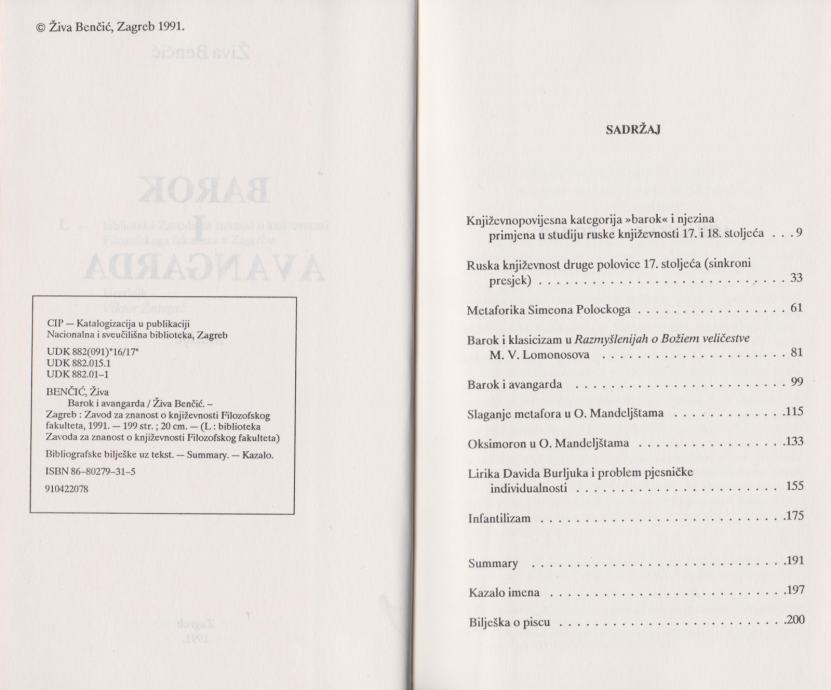 © Živa Benčić, Zagreb 1991.
Živa Benčić
BAROK
I
AVANGARDA
CIP — Katalogizacija u publikaciji
Nacionalna i sveučilišna biblioteka, Zagreb
UDK 882(091)"16/17"
UDK 882.015.1
UDK 882.01–1
BENČIĆ, Živa
Barok i avangarda / Živa Benčić. –
Zagreb : Zavod za znanost o književnosti Filozofskog
fakulteta, 1991. — 199 str. ; 20 cm. — (L : biblioteka
Zavoda za znanost o književnosti Filozofskog fakulteta)
Bibliografske bilješke uz tekst. — Summary. — Kazalo.
ISBN 86–80279–31–5
910422078
Zagreb
1991.
SADRŽAJ
Književnopovijesna kategorija »barok« i njezina
primjena u studiju ruske književnosti 17. i 18. stoljeća . . . 9
Ruska književnost druge polovice 17. stoljeća (sinkroni
presjek) . . . . . . . . . . . . . . . . . . . . . . . . . . 33
Metaforika Simeona Polockoga . . . . . . . . . . . . . . . . 61
Barok i klasicizam u Razmyšlenijah o Božiem veličestve
M. V. Lomonosova . . . . . . . . . . . . . . . . . . . 81
Barok i avangarda . . . . . . . . . . . . . . . . . . . . . . 99
Slaganje metafora u O. Mandeljštama . . . . . . . . . . . .115
Oksimoron u O. Mandeljštama . . . . . . . . . . . . . . . .133
Lirika Davida Burljuka i problem pjesničke
individualnosti . . . . . . . . . . . . . . . . . . . . . 155
Infantilizam . . . . . . . . . . . . . . . . . . . . . . . . .175
Summary . . . . . . . . . . . . . . . . . . . . . . . . . .191
Kazalo imena . . . . . . . . . . . . . . . . . . . . . . . .197
Bilješka o piscu . . . . . . . . . . . . . . . . . . . . . . .200